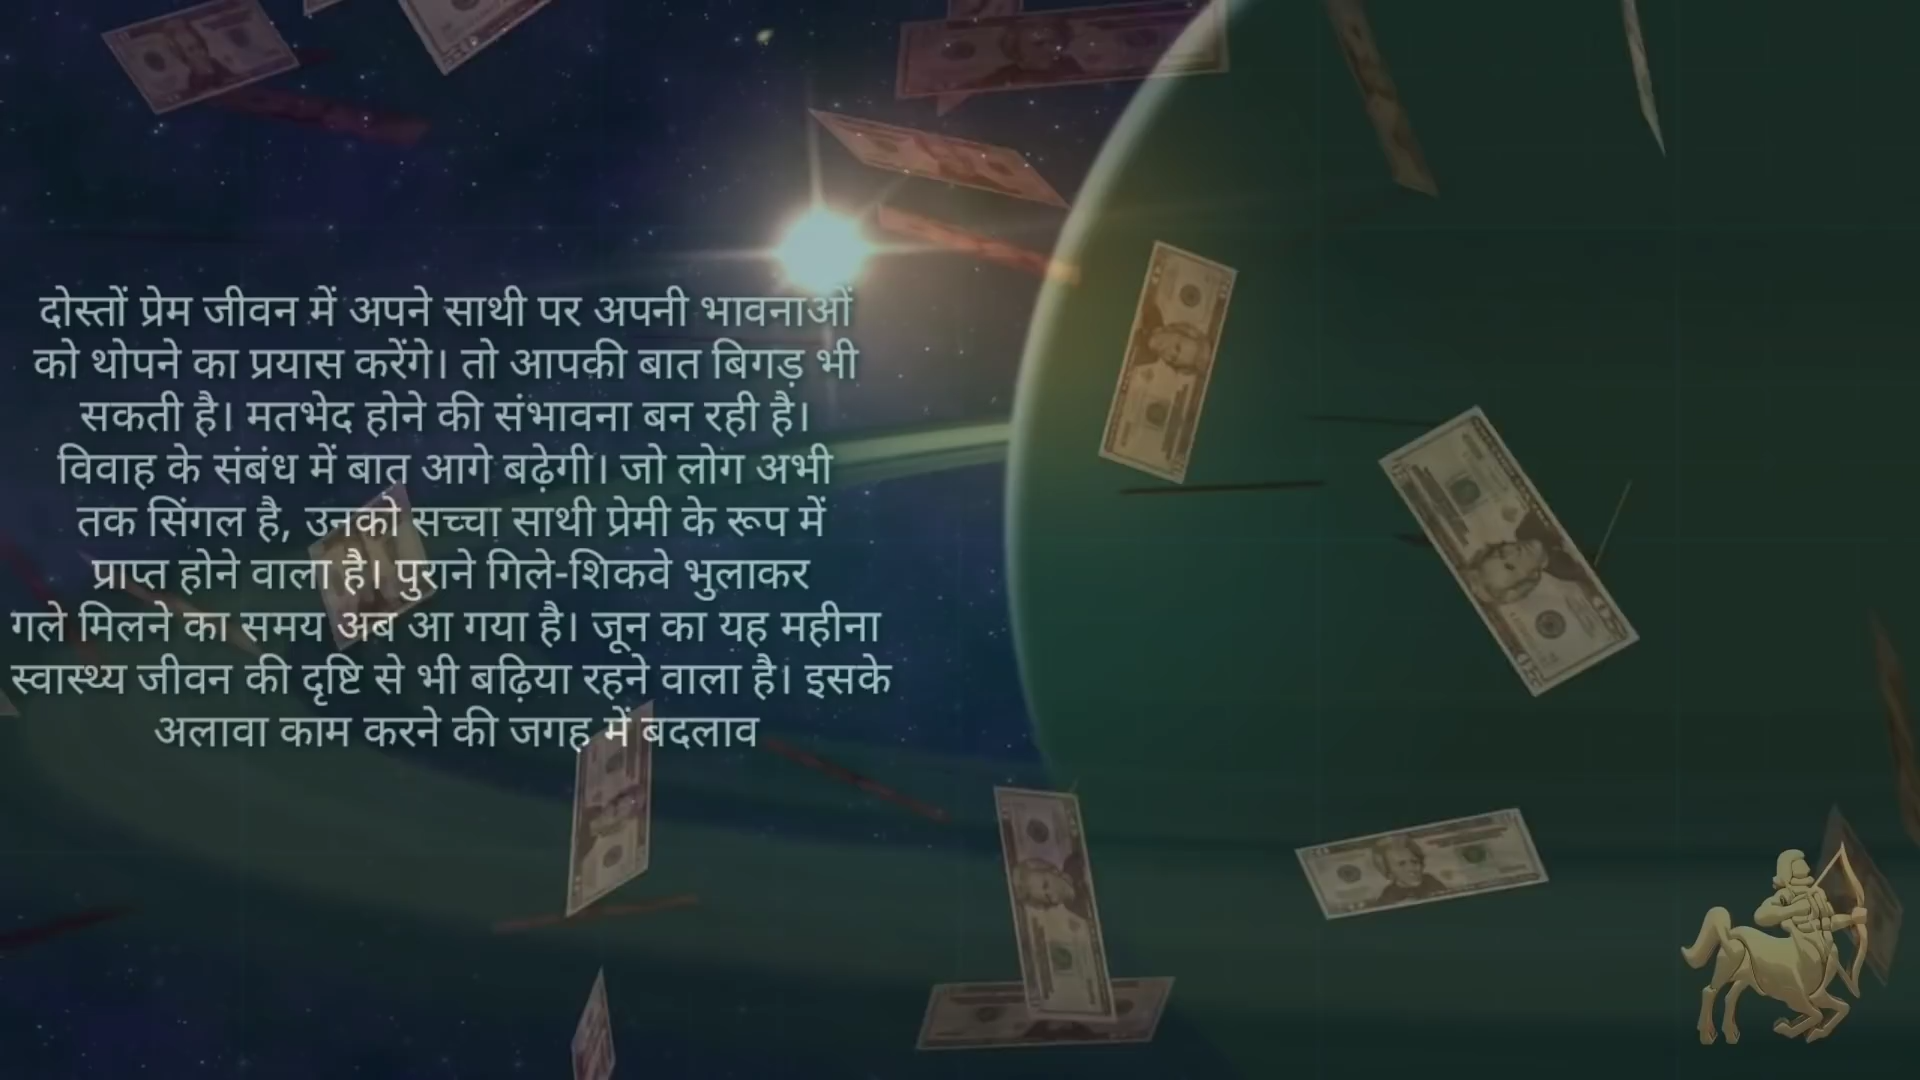 दोस्तों प्रेम जीवन में अपने साथी पर अपनी भावनाओं
को थोपने का प्रयास करेंगे। तो आपकी बात बिगड़ भी
सकती है। मतभेद होने की संभावना बन रही है।
विवाह के संबंध में बात आगे बढ़ेगी। जो लोग अभी
तक सिंगल है, उनको सच्चा साथी प्रेमी के रूप में
प्राप्त होने वाला है। पुराने गिले-शिकवे भुलाकर
गले मिलने का समय अब आ गया है। जून का यह महीना
स्वास्थ्य जीवन की दृष्टि से भी बढ़िया रहने वाला है। इसके
अलावा काम करने की जगह में बदलाव